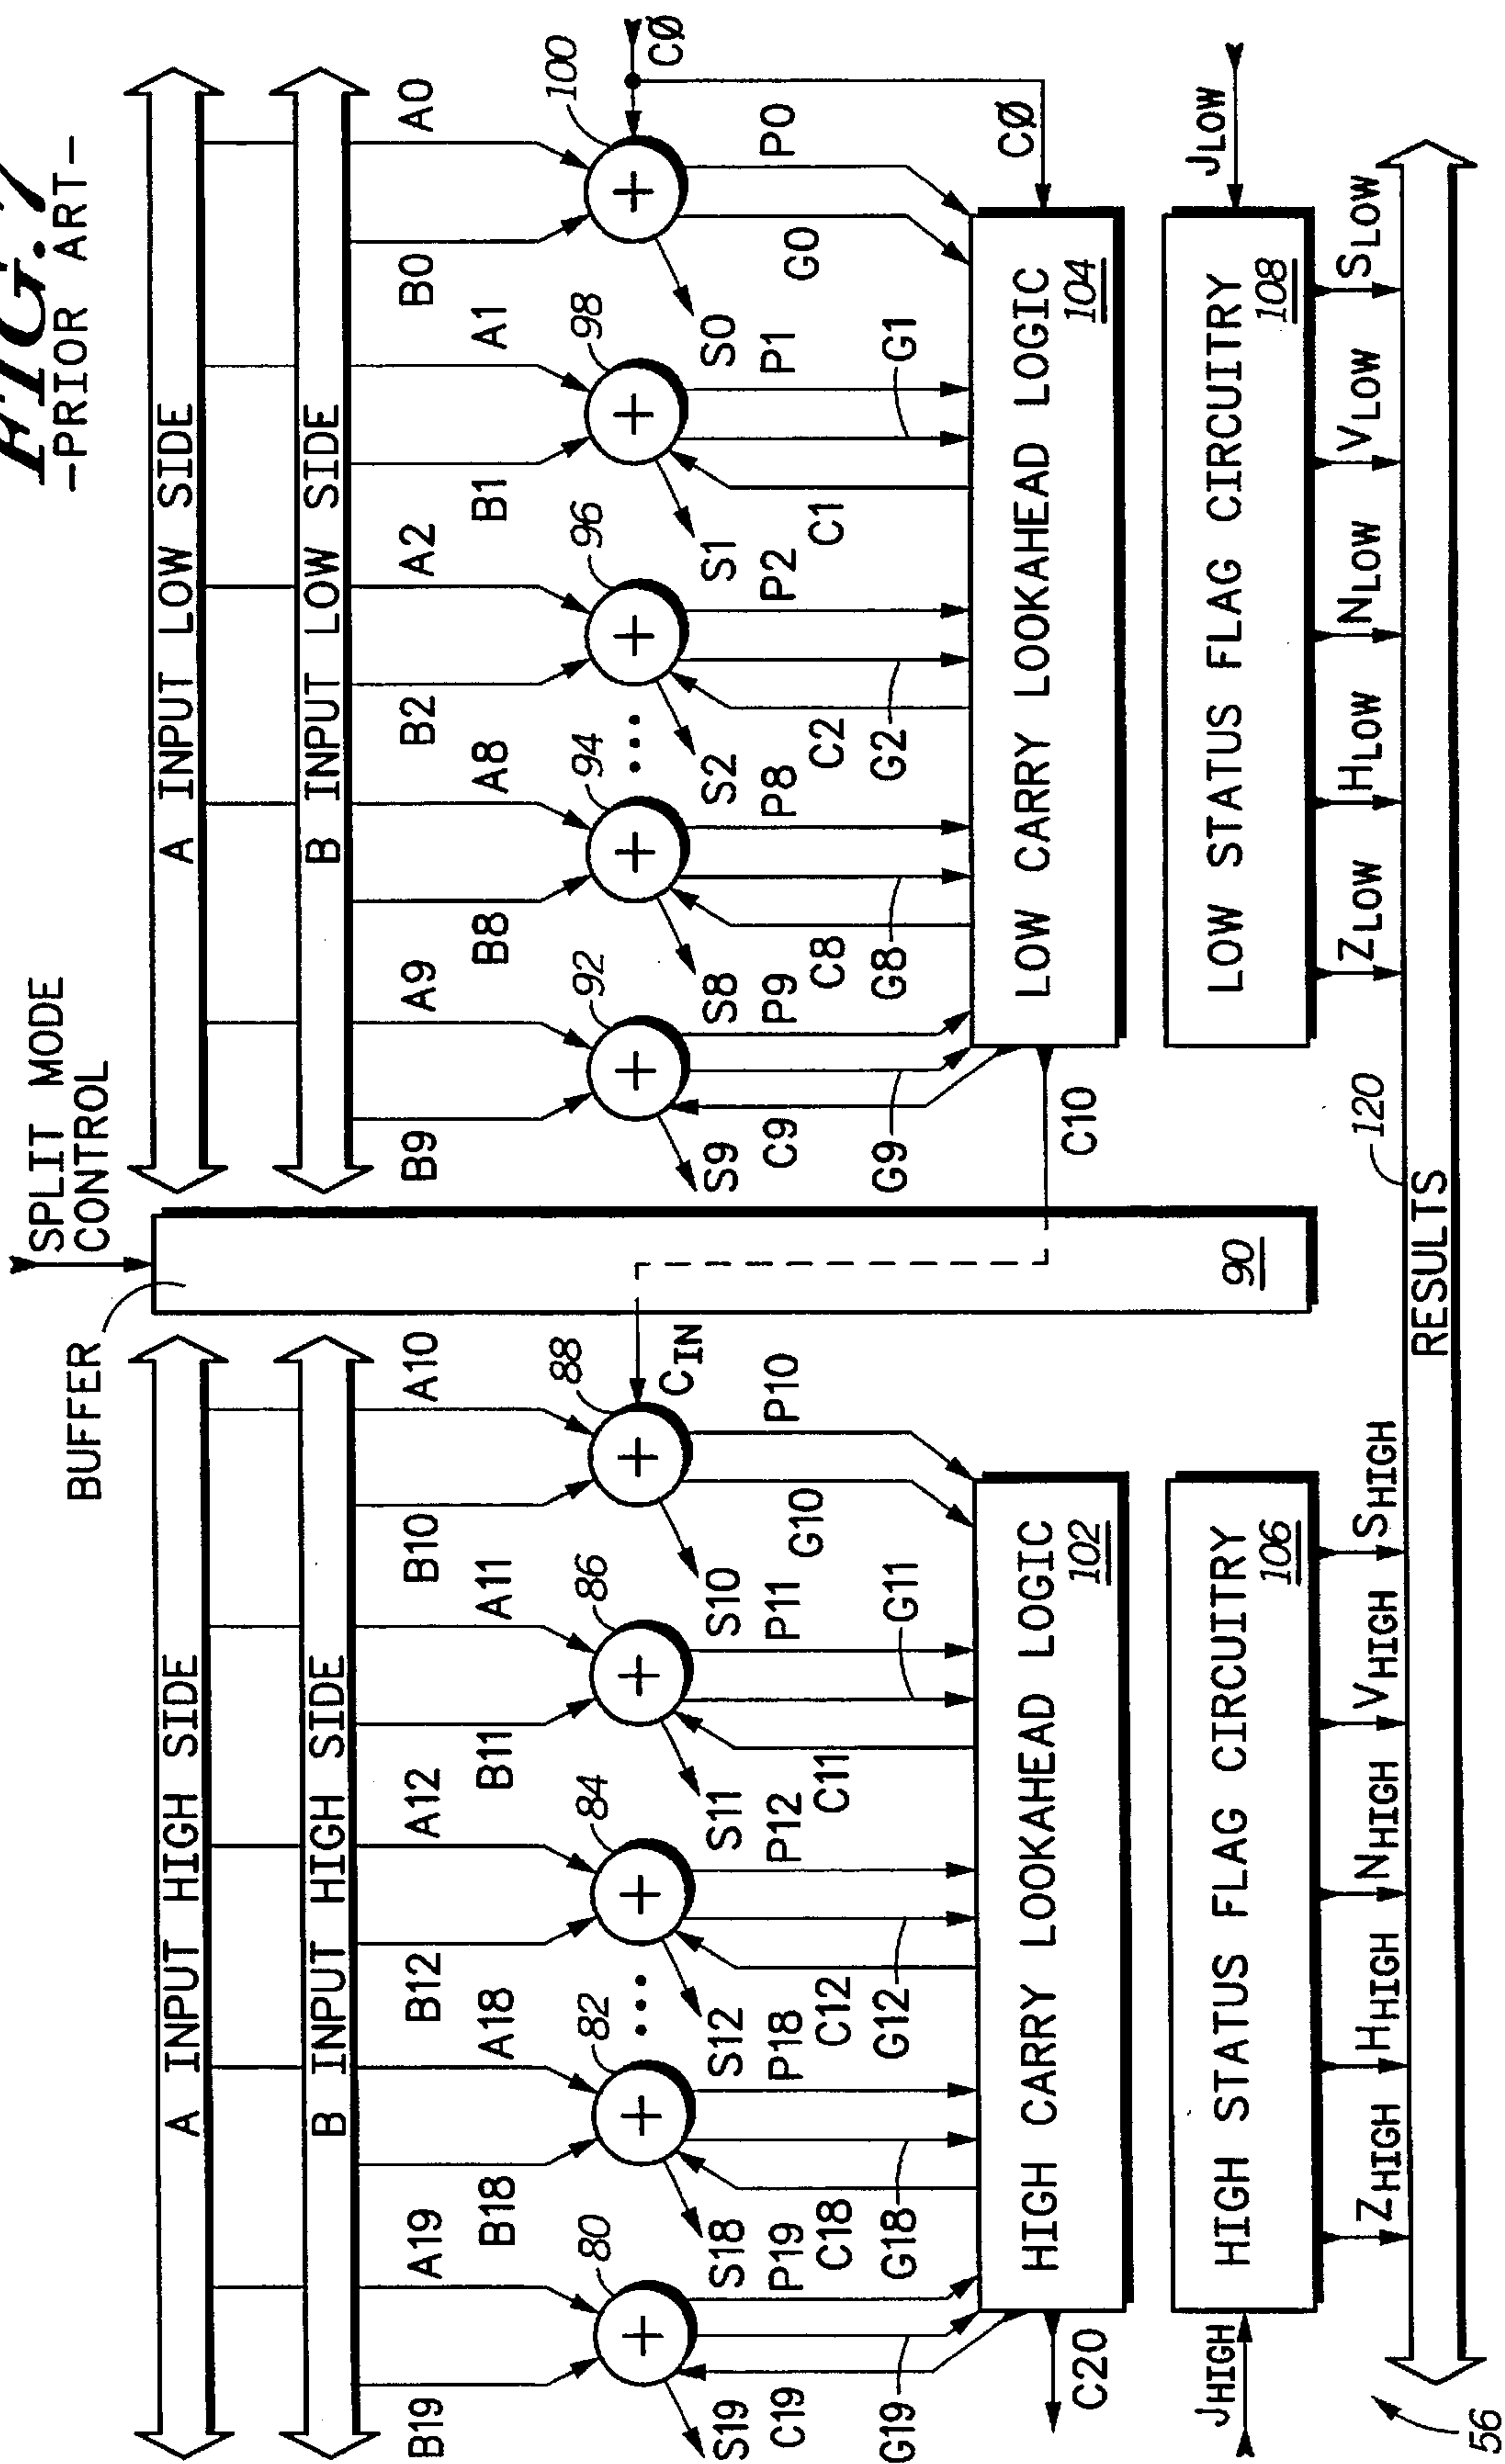 FIG. 7
-PRIOR ART-
SPLIT MODE
CONTROL
BUFFER
A INPUT HIGH SIDE
A INPUT LOW SIDE
B INPUT HIGH SIDE
B INPUT LOW SIDE
A19
B19
A18
B18
A12
B12
A11
B11
A10
B10
A9
B9
A8
B8
A2
B2
A1
B1
A0
B0
80
82
84
86
88
92
94
96
98
100
+
+
...
+
+
+
+
+
...
+
+
+
CIN
CØ
S19
S18
S12
S11
S10
S9
S8
S2
S1
S0
C19
P19
P18
P12
P11
P10
C9
P9
P8
P2
P1
P0
C18
C12
C11
G10
C8
C2
C1
G0
G19
G18
G12
G11
G9
G8
G2
G1
CØ
C20
HIGH CARRY LOOKAHEAD LOGIC
102
C10
LOW CARRY LOOKAHEAD LOGIC
104
JHIGH
HIGH STATUS FLAG CIRCUITRY
106
90
LOW STATUS FLAG CIRCUITRY
108
JLOW
ZHIGH
HHIGH
NHIGH
VHIGH
SHIGH
120
ZLOW
HLOW
NLOW
VLOW
SLOW
RESULTS
56